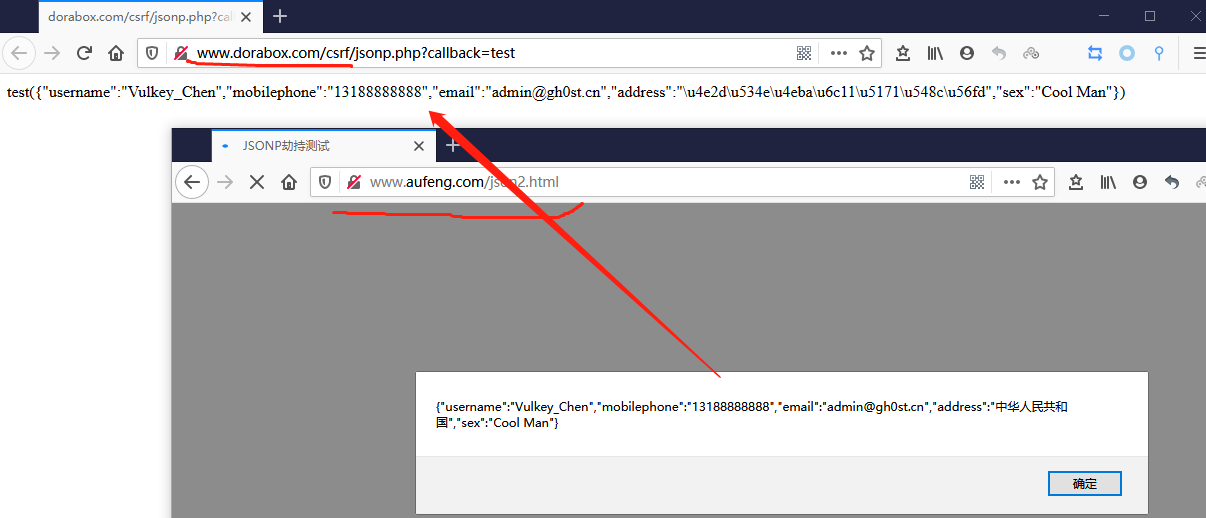 dorabox.com/csrf/jsonp.php?call
www.dorabox.com/csrf/jsonp.php?callback=test
test({"username":"Vulkey_Chen","mobilephone":"13188888888","email":"admin@gh0st.cn","address":"\u4e2d\u534e\u4eba\u6c11\u5171\u548c\u56fd","sex":"Cool Man"})
JSONP劫持测试
www.aufeng.com/json2.html
{"username":"Vulkey_Chen","mobilephone":"13188888888","email":"admin@gh0st.cn","address":"中华人民共和
国","sex":"Cool Man"}
确定